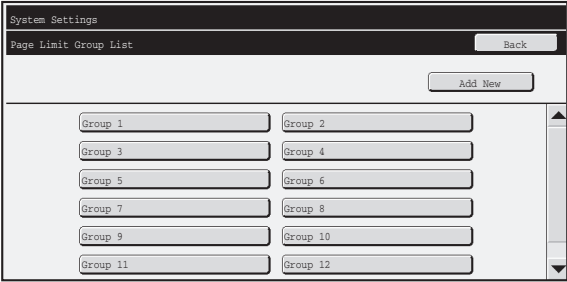 System Settings
Page Limit Group List Back
Add New
Group 1 Group 2
Group 3 Group 4
Group 5 Group 6
Group 7 Group 8
Group 9 Group 10
Group 11 Group 12